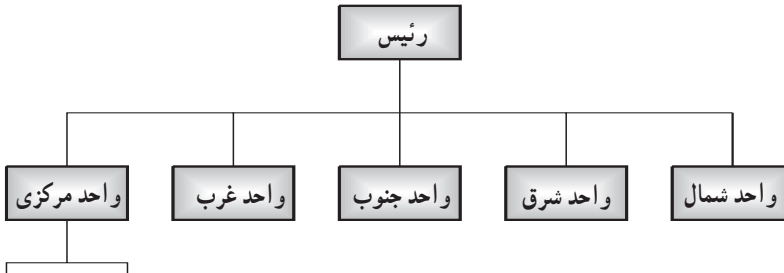 رئیس
واحد شمال
واحد شرق
واحد جنوب
واحد غرب
واحد مرکزی